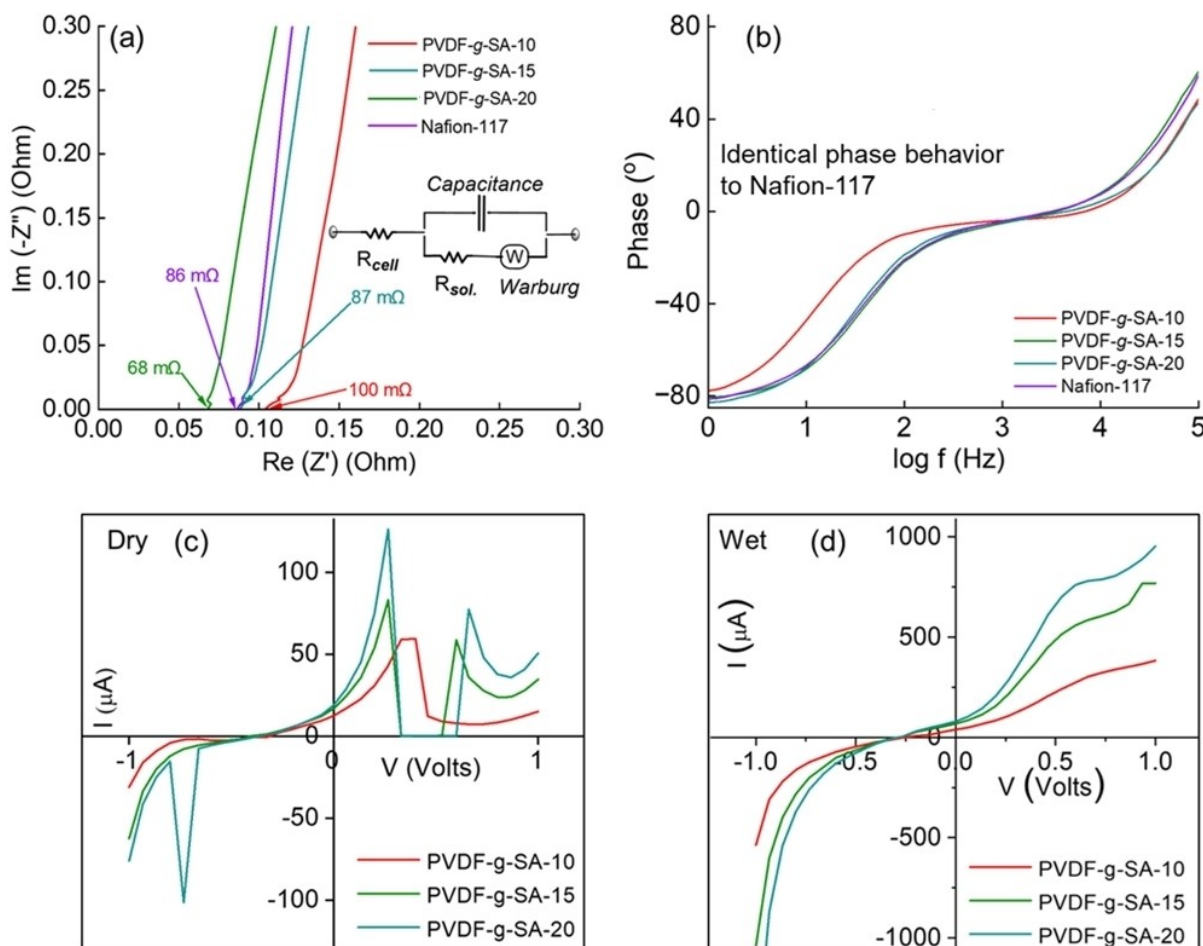 (a)
0.30
0.25
0.20
0.15
0.10
0.05
0.00
Im (-Z") (Ohm)
PVDF-g-SA-10
PVDF-g-SA-15
PVDF-g-SA-20
Nafion-117
Capacitance
R_cell
W
R_sol.
Warburg
86 mΩ
87 mΩ
68 mΩ
100 mΩ
0.00 0.05 0.10 0.15 0.20 0.25 0.30
Re (Z') (Ohm)
(b)
80
40
0
−40
−80
Phase (°)
Identical phase behavior
to Nafion-117
PVDF-g-SA-10
PVDF-g-SA-15
PVDF-g-SA-20
Nafion-117
0 1 2 3 4 5
log f (Hz)
Dry (c)
100
50
0
-50
-100
I (µA)
-1 0 1
V (Volts)
PVDF-g-SA-10
PVDF-g-SA-15
PVDF-g-SA-20
Wet (d)
1000
500
0
-500
-1000
I (µA)
-1.0 -0.5 0.0 0.5 1.0
V (Volts)
PVDF-g-SA-10
PVDF-g-SA-15
PVDF-g-SA-20